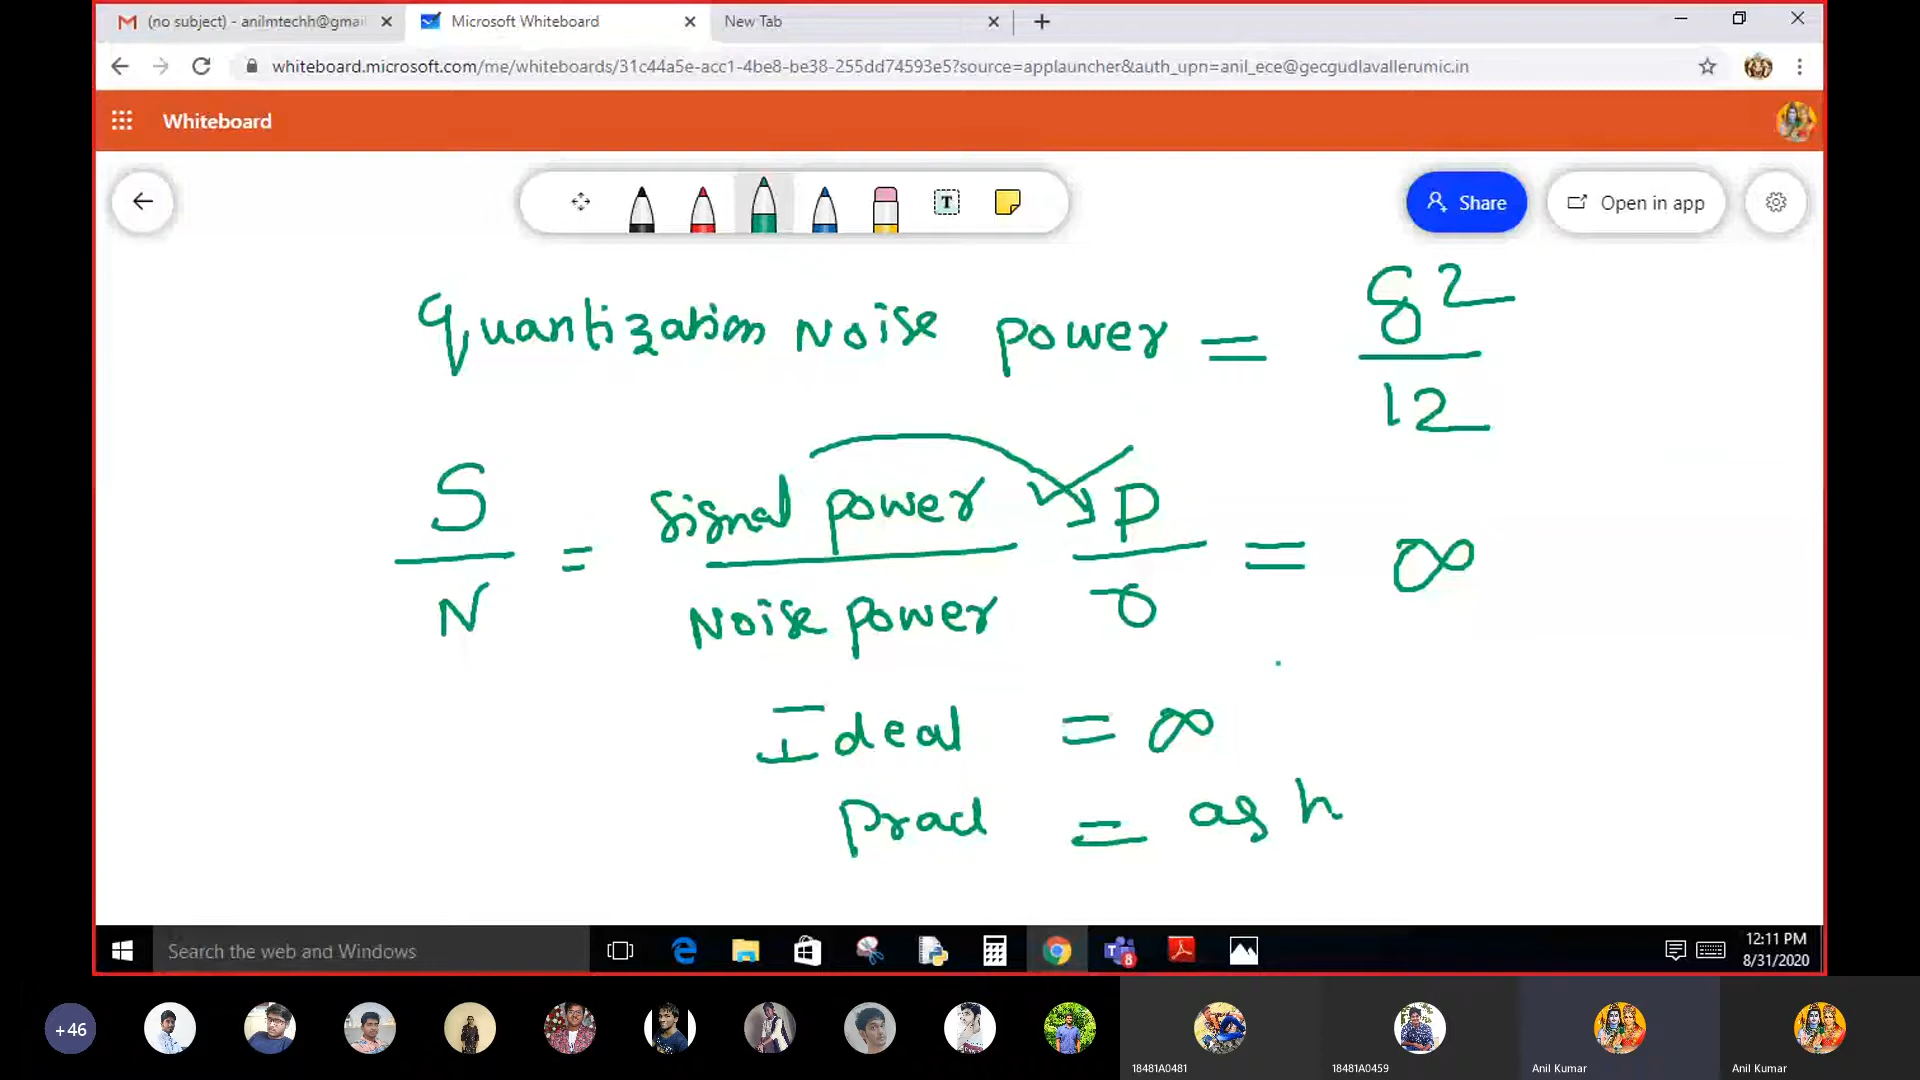 (no subject) - anilmtechh@gmai
Microsoft Whiteboard
New Tab
whiteboard.microsoft.com/me/whiteboards/31c44a5e-acc1-4be8-be38-255dd74593e5?source=applauncher&auth_upn=anil_ece@gecgudlavallerumic.in
Whiteboard
T
Share
Open in app
Quantization Noise power = δ² / 12
S / N = Signal power / Noise power P / 0 = ∞
Ideal = ∞
Pract = as h
Search the web and Windows
8
12:11 PM
8/31/2020
+46
18481A0481
18481A0459
Anil Kumar
Anil Kumar